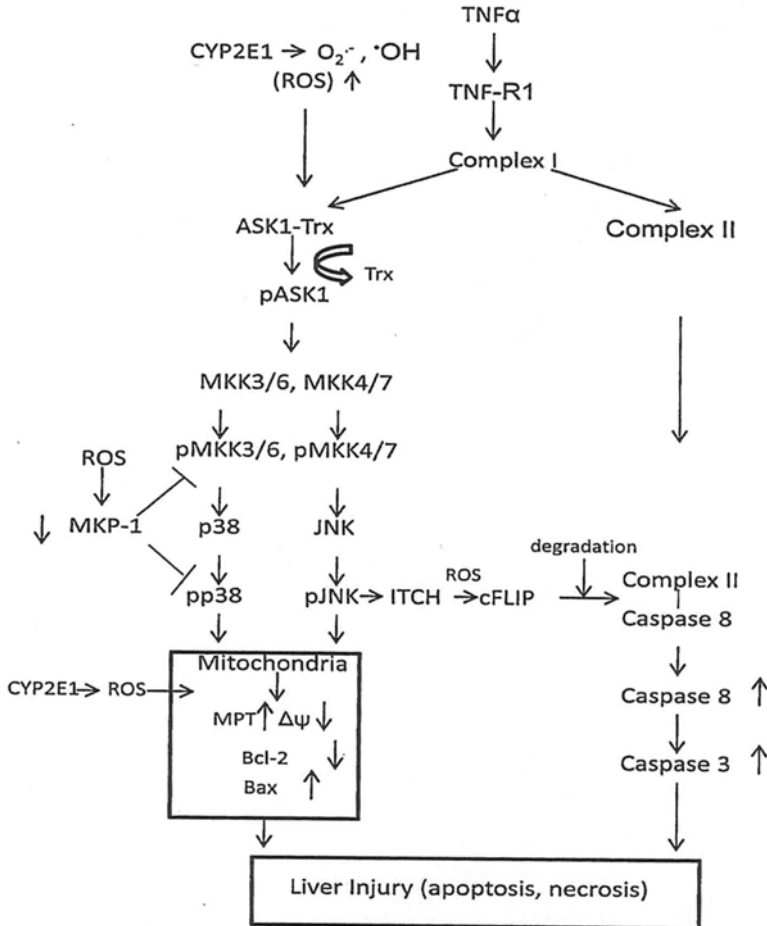 TNFα
CYP2E1 → O₂·⁻ , ·OH
(ROS) ↑
TNF-R1
Complex I
ASK1-Trx
Complex II
Trx
pASK1
MKK3/6, MKK4/7
pMKK3/6, pMKK4/7
ROS
↓ MKP-1
p38
JNK
degradation
pp38
pJNK → ITCH → cFLIP
ROS
Complex II
Caspase 8
Mitochondria
CYP2E1 → ROS
MPT ↑ Δψ ↓
Caspase 8 ↑
Bcl-2 ↓
Bax ↑
Caspase 3 ↑
Liver Injury (apoptosis, necrosis)